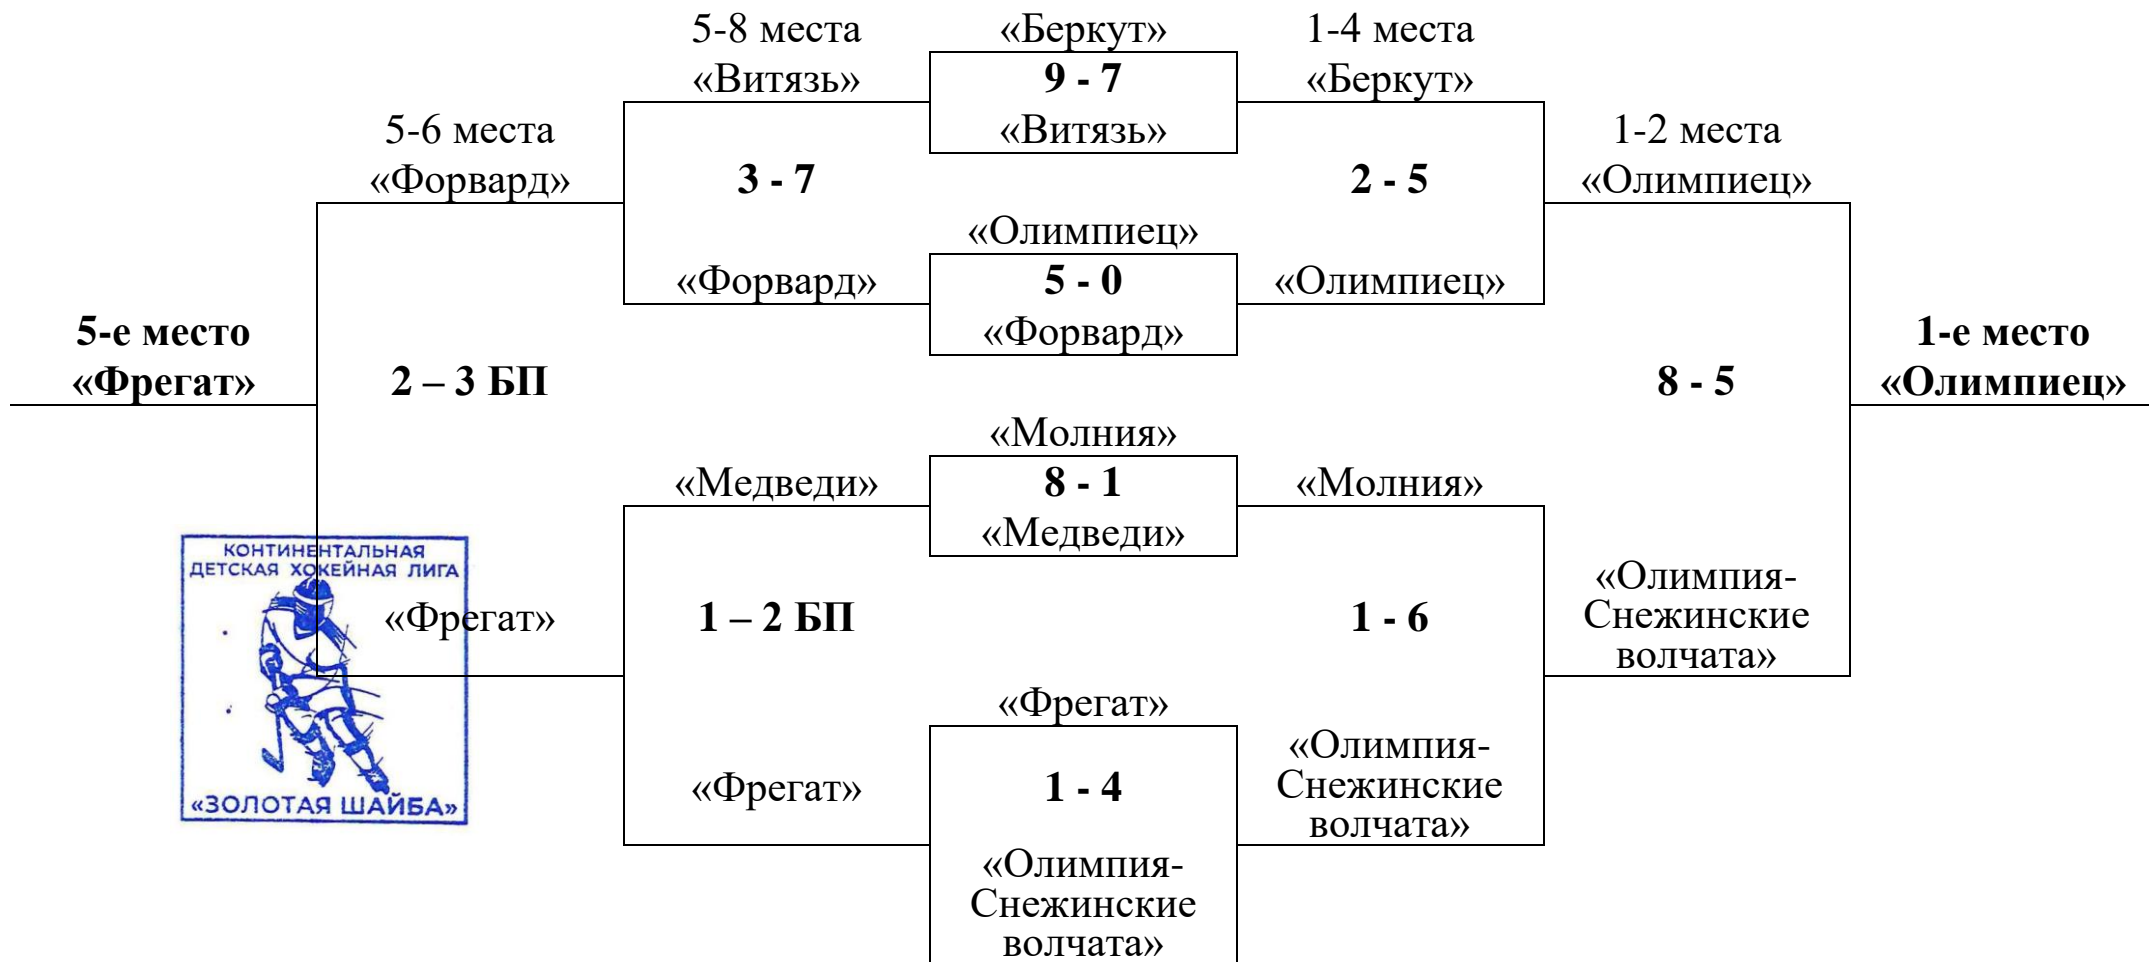 5-8 места
«Беркут»
1-4 места
«Витязь»
9 - 7
«Беркут»
5-6 места
«Витязь»
1-2 места
«Форвард»
3 - 7
2 - 5
«Олимпиец»
«Олимпиец»
«Форвард»
5 - 0
«Олимпиец»
5-е место
«Форвард»
1-е место
«Фрегат»
2 – 3 БП
8 - 5
«Олимпиец»
«Молния»
«Медведи»
8 - 1
«Молния»
«Медведи»
КОНТИНЕНТАЛЬНАЯ
ДЕТСКАЯ ХОКЕЙНАЯ ЛИГА
«Олимпия-
Снежинские
волчата»
«Фрегат»
1 – 2 БП
1 - 6
«Фрегат»
«Олимпия-
Снежинские
волчата»
«Фрегат»
1 - 4
«ЗОЛОТАЯ ШАЙБА»
«Олимпия-
Снежинские
волчата»